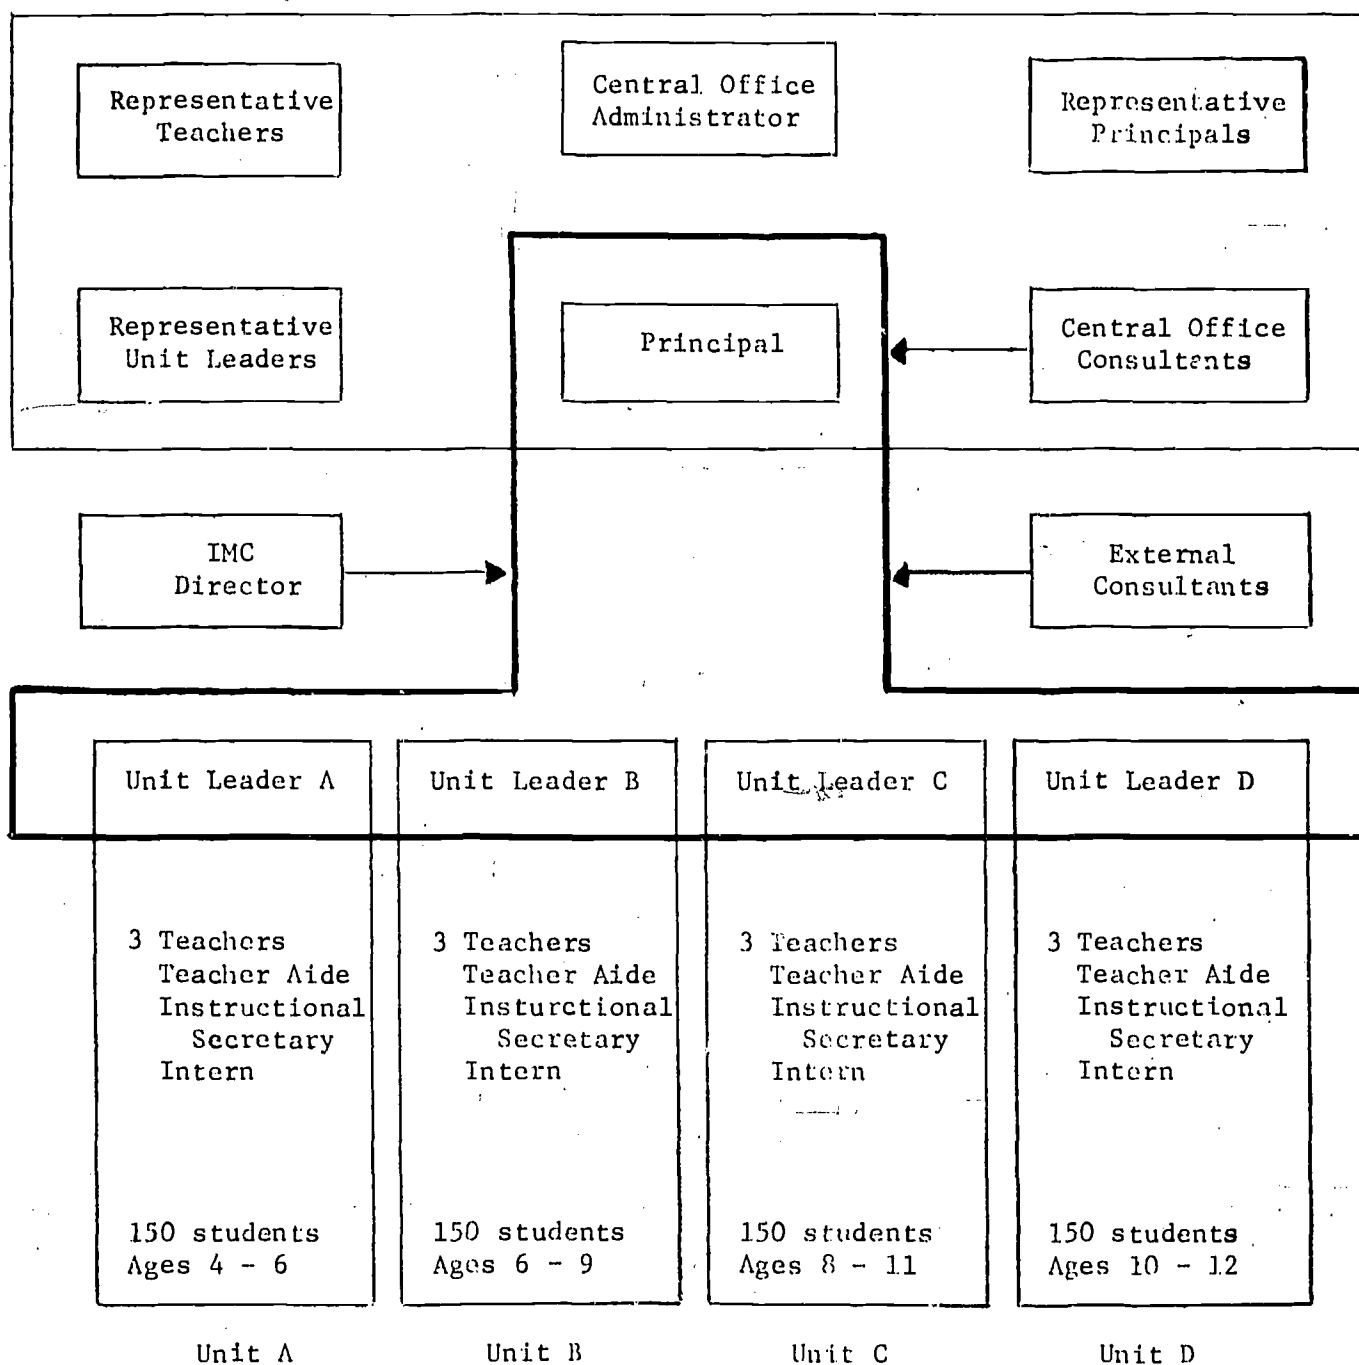 Representative
Teachers
Central Office
Administrator
Representative
Principals
Representative
Unit Leaders
Principal
Central Office
Consultants
IMC
Director
External
Consultants
Unit Leader A
Unit Leader B
Unit Leader C
Unit Leader D
3 Teachers
Teacher Aide
Instructional
Secretary
Intern
150 students
Ages 4 - 6
3 Teachers
Teacher Aide
Insturctional
Secretary
Intern
150 students
Ages 6 - 9
3 Teachers
Teacher Aide
Instructional
Secretary
Intern
150 students
Ages 8 - 11
3 Teachers
Teacher Aide
Instructional
Secretary
Intern
150 students
Ages 10 - 12
Unit A
Unit B
Unit C
Unit D